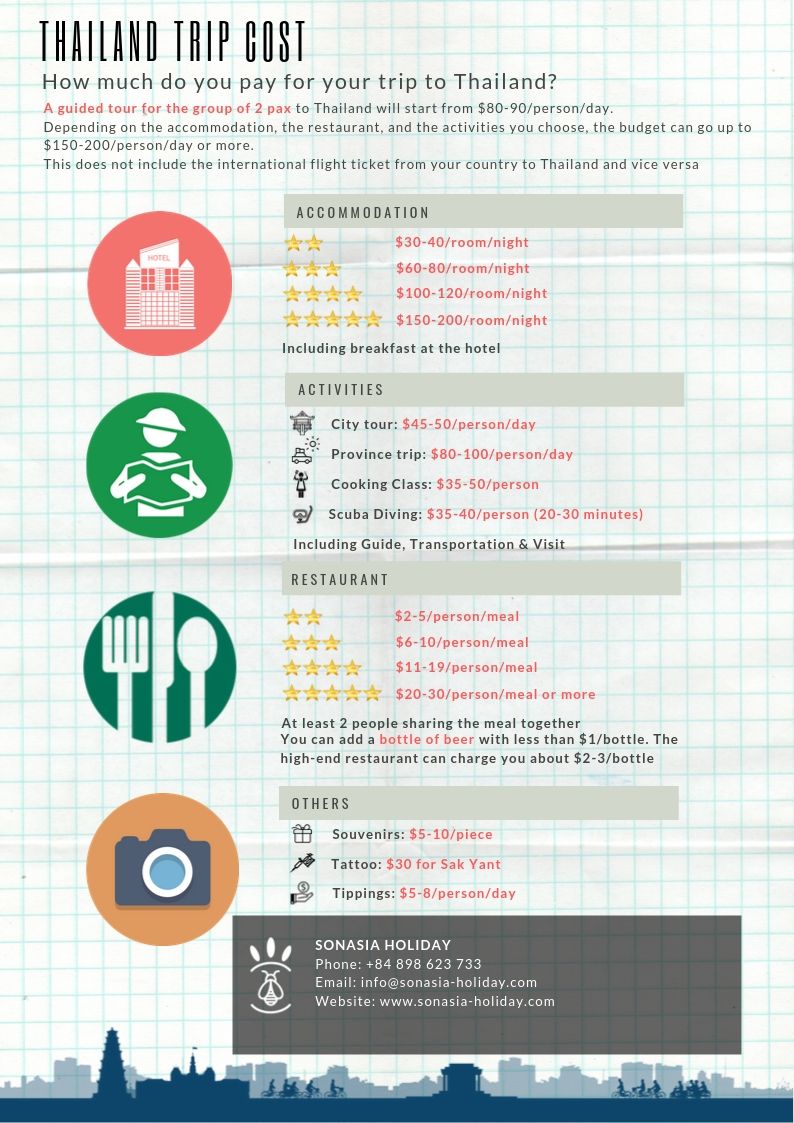 THAILAND TRIP COST
How much do you pay for your trip to Thailand?
A guided tour for the group of 2 pax to Thailand will start from $80-90/person/day.
Depending on the accommodation, the restaurant, and the activities you choose, the budget can go up to
$150-200/person/day or more.
This does not include the international flight ticket from your country to Thailand and vice versa
ACCOMMODATION
HOTEL
$30-40/room/night
$60-80/room/night
$100-120/room/night
$150-200/room/night
Including breakfast at the hotel
ACTIVITIES
City tour: $45-50/person/day
Province trip: $80-100/person/day
Cooking Class: $35-50/person
Scuba Diving: $35-40/person (20-30 minutes)
Including Guide, Transportation & Visit
RESTAURANT
$2-5/person/meal
$6-10/person/meal
$11-19/person/meal
$20-30/person/meal or more
At least 2 people sharing the meal together
You can add a bottle of beer with less than $1/bottle. The
high-end restaurant can charge you about $2-3/bottle
OTHERS
Souvenirs: $5-10/piece
Tattoo: $30 for Sak Yant
Tippings: $5-8/person/day
SONASIA HOLIDAY
Phone: +84 898 623 733
Email: info@sonasia-holiday.com
Website: www.sonasia-holiday.com